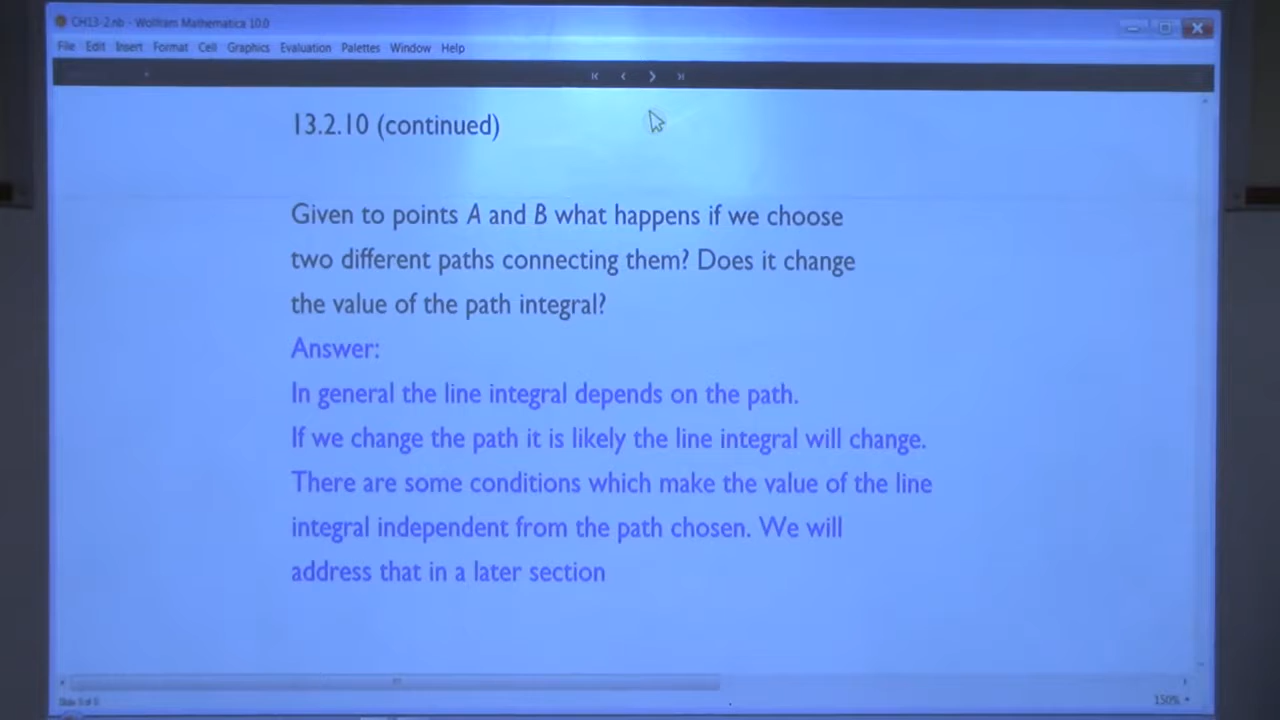 CH13-2.nb - Wolfram Mathematica 10.0
File Edit Insert Format Cell Graphics Evaluation Palettes Window Help
13.2.10 (continued)
Given to points A and B what happens if we choose
two different paths connecting them? Does it change
the value of the path integral?
Answer:
In general the line integral depends on the path.
If we change the path it is likely the line integral will change.
There are some conditions which make the value of the line
integral independent from the path chosen. We will
address that in a later section
150%